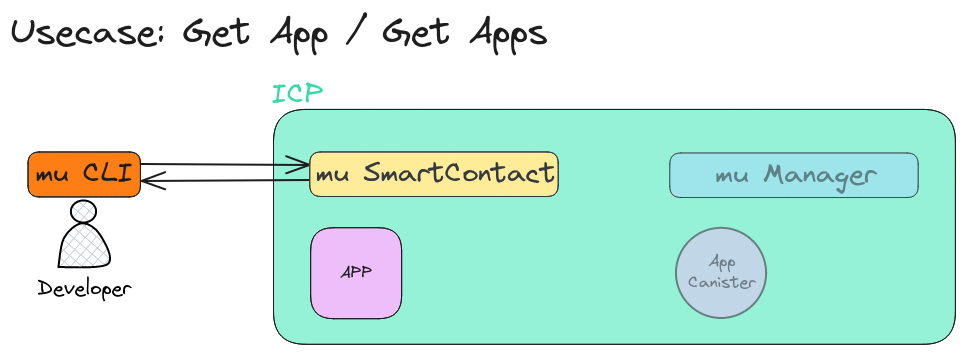 Usecase: Get App / Get Apps
ICP
mu CLI
mu SmartContact
mu Manager
Developer
APP
App
Canister